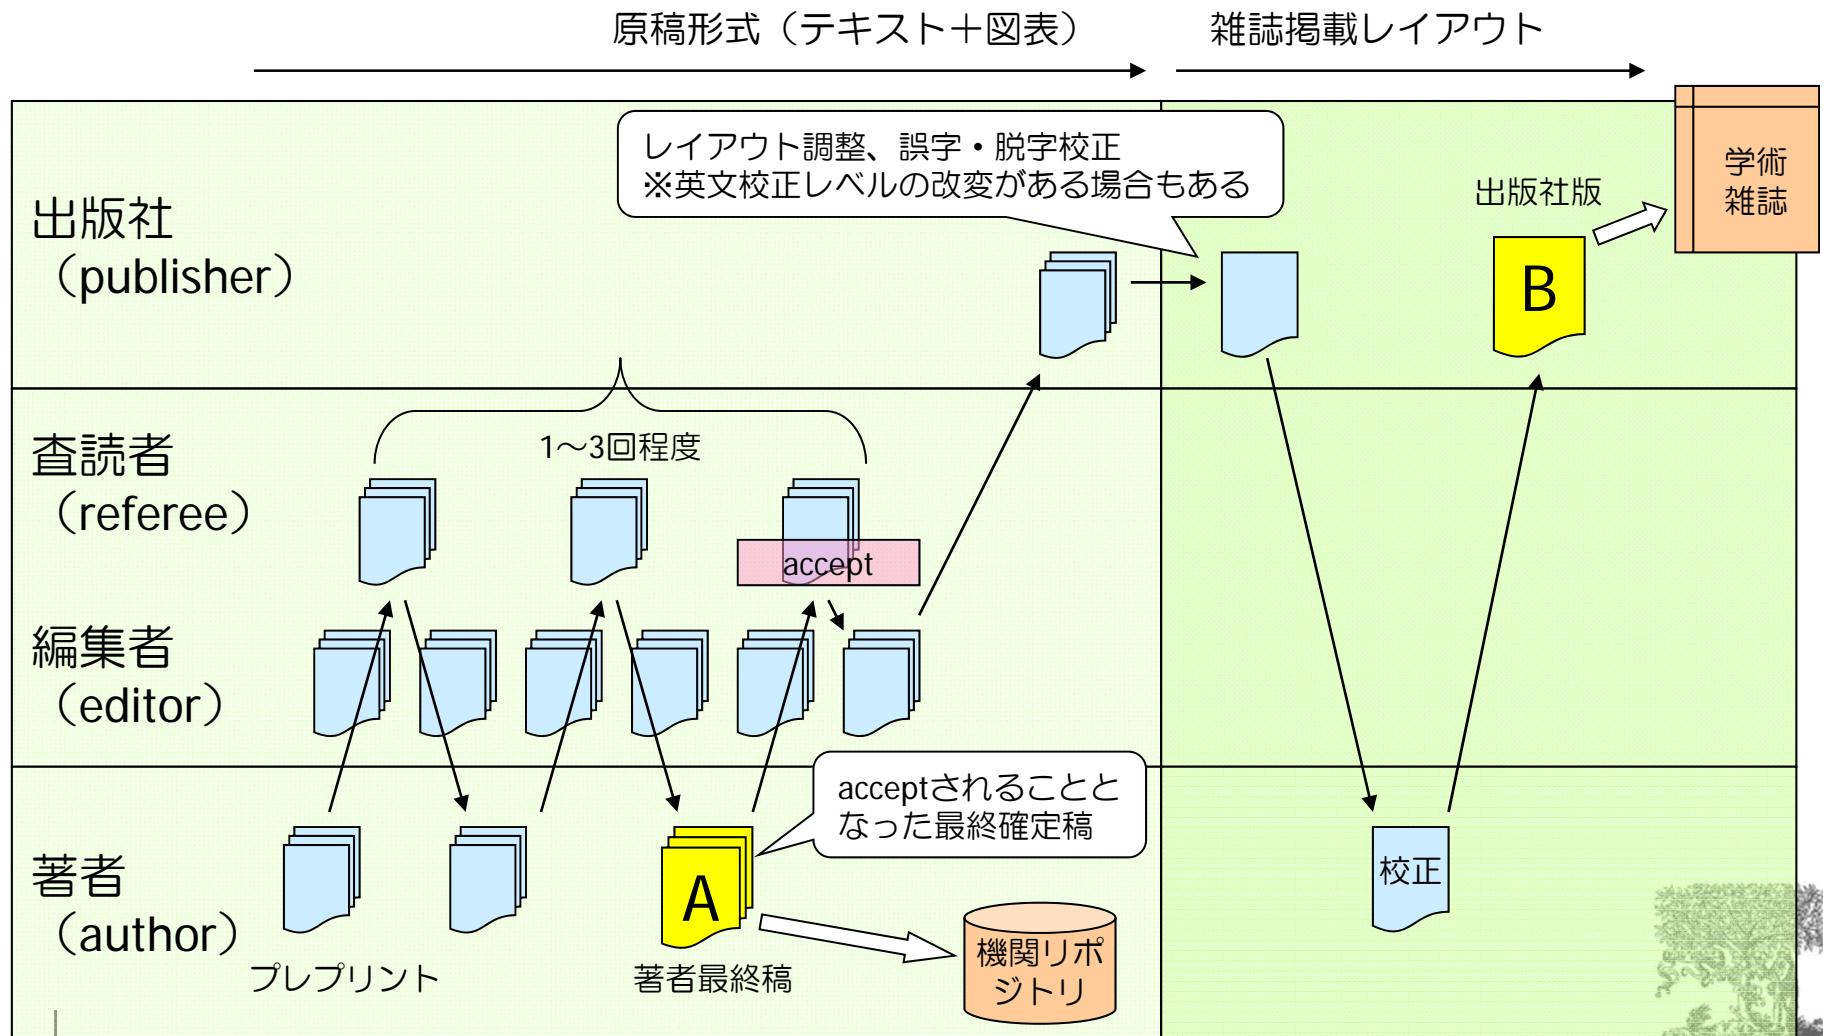 原稿形式（テキスト＋図表）
雑誌掲載レイアウト
レイアウト調整、誤字・脱字校正
※英文校正レベルの改変がある場合もある
学術
雑誌
出版社版
出版社
（publisher）
B
査読者
（referee）
1～3回程度
accept
編集者
（editor）
acceptされることと
なった最終確定稿
著者
（author）
A
校正
機関リポ
ジトリ
プレプリント
著者最終稿